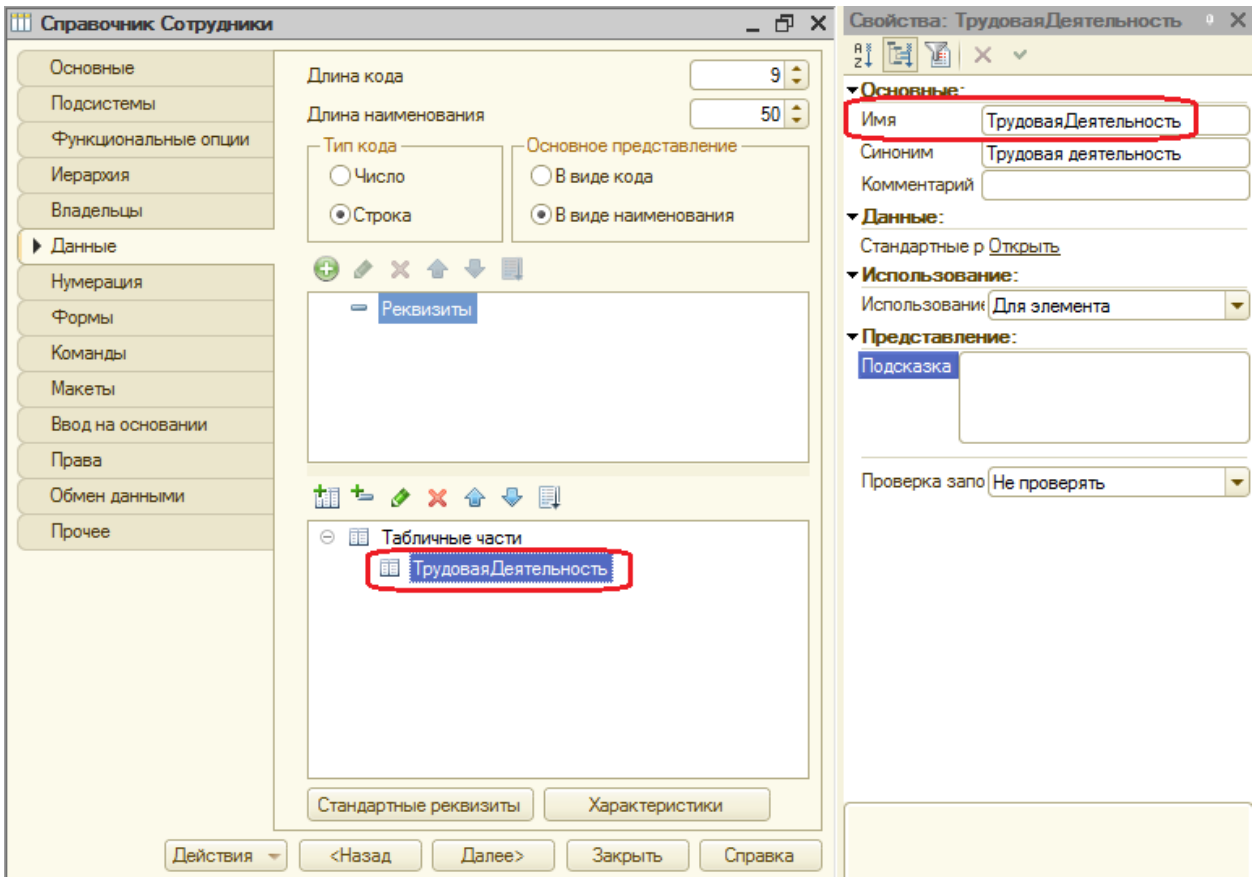 Справочник Сотрудники
Основные
Подсистемы
Функциональные опции
Иерархия
Владельцы
Данные
Нумерация
Формы
Команды
Макеты
Ввод на основании
Права
Обмен данными
Прочее
Длина кода 9
Длина наименования 50
Тип кода Основное представление
Число В виде кода
Строка В виде наименования
Реквизиты
Табличные части
ТрудоваяДеятельность
Стандартные реквизиты Характеристики
Действия <Назад Далее> Закрыть Справка
Свойства: ТрудоваяДеятельность
Основные:
Имя ТрудоваяДеятельность
Синоним Трудовая деятельность
Комментарий
Данные:
Стандартные р Открыть
Использование:
Использование Для элемента
Представление:
Подсказка
Проверка запо Не проверять